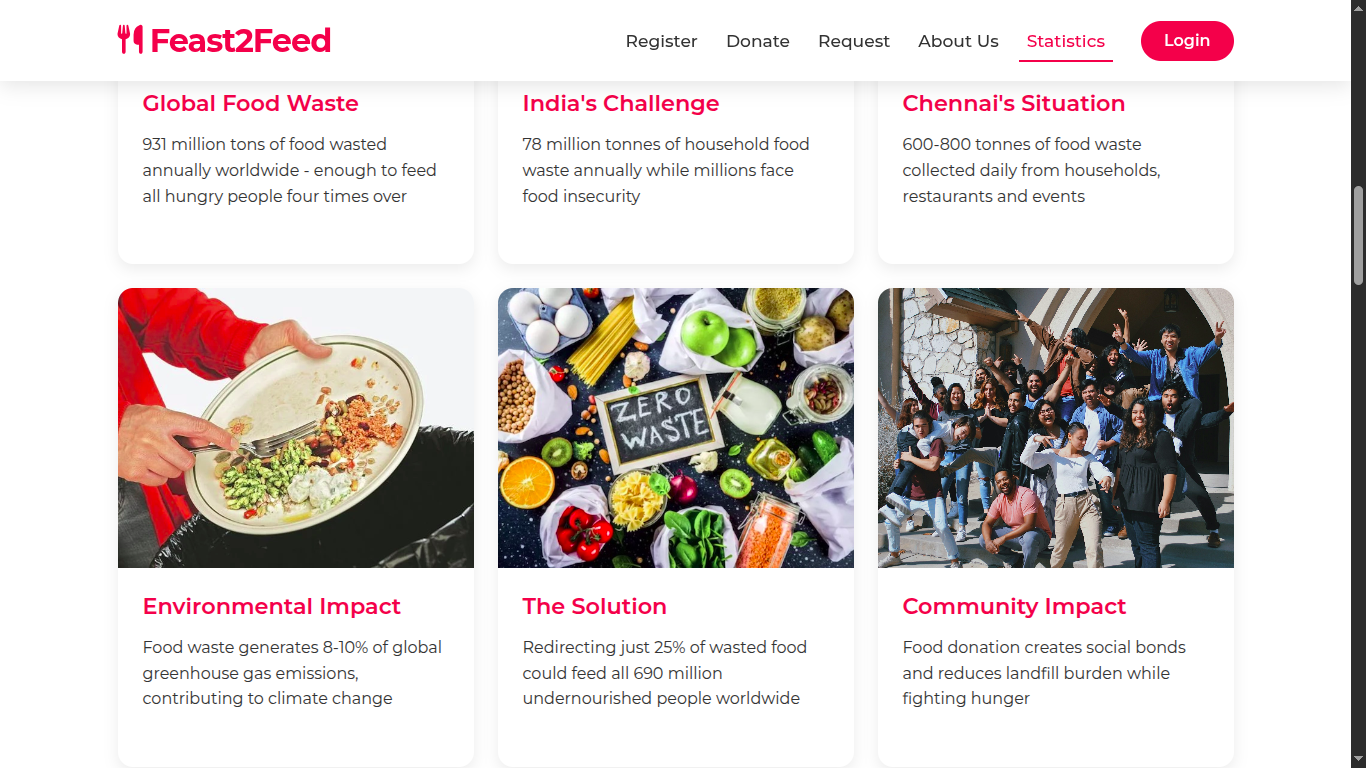 Feast2Feed
Register Donate Request About Us Statistics Login
Global Food Waste
931 million tons of food wasted
annually worldwide - enough to feed
all hungry people four times over
India's Challenge
78 million tonnes of household food
waste annually while millions face
food insecurity
Chennai's Situation
600-800 tonnes of food waste
collected daily from households,
restaurants and events
ZERO
WASTE
Environmental Impact
Food waste generates 8-10% of global
greenhouse gas emissions,
contributing to climate change
The Solution
Redirecting just 25% of wasted food
could feed all 690 million
undernourished people worldwide
Community Impact
Food donation creates social bonds
and reduces landfill burden while
fighting hunger